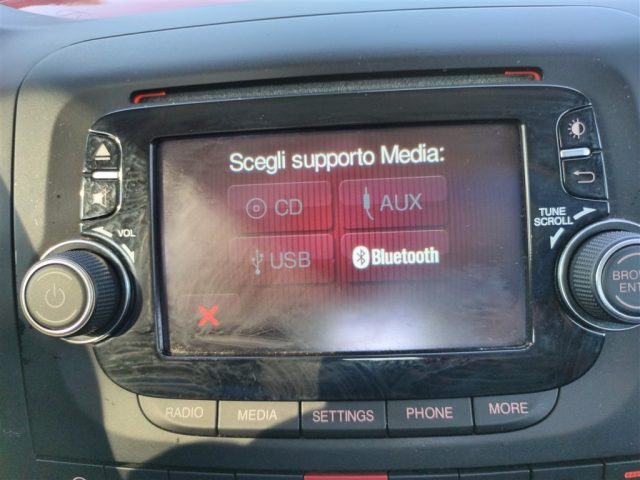 Scegli supporto Media:
CD
AUX
USB
Bluetooth
VOL
TUNE
SCROLL
RADIO
MEDIA
SETTINGS
PHONE
MORE